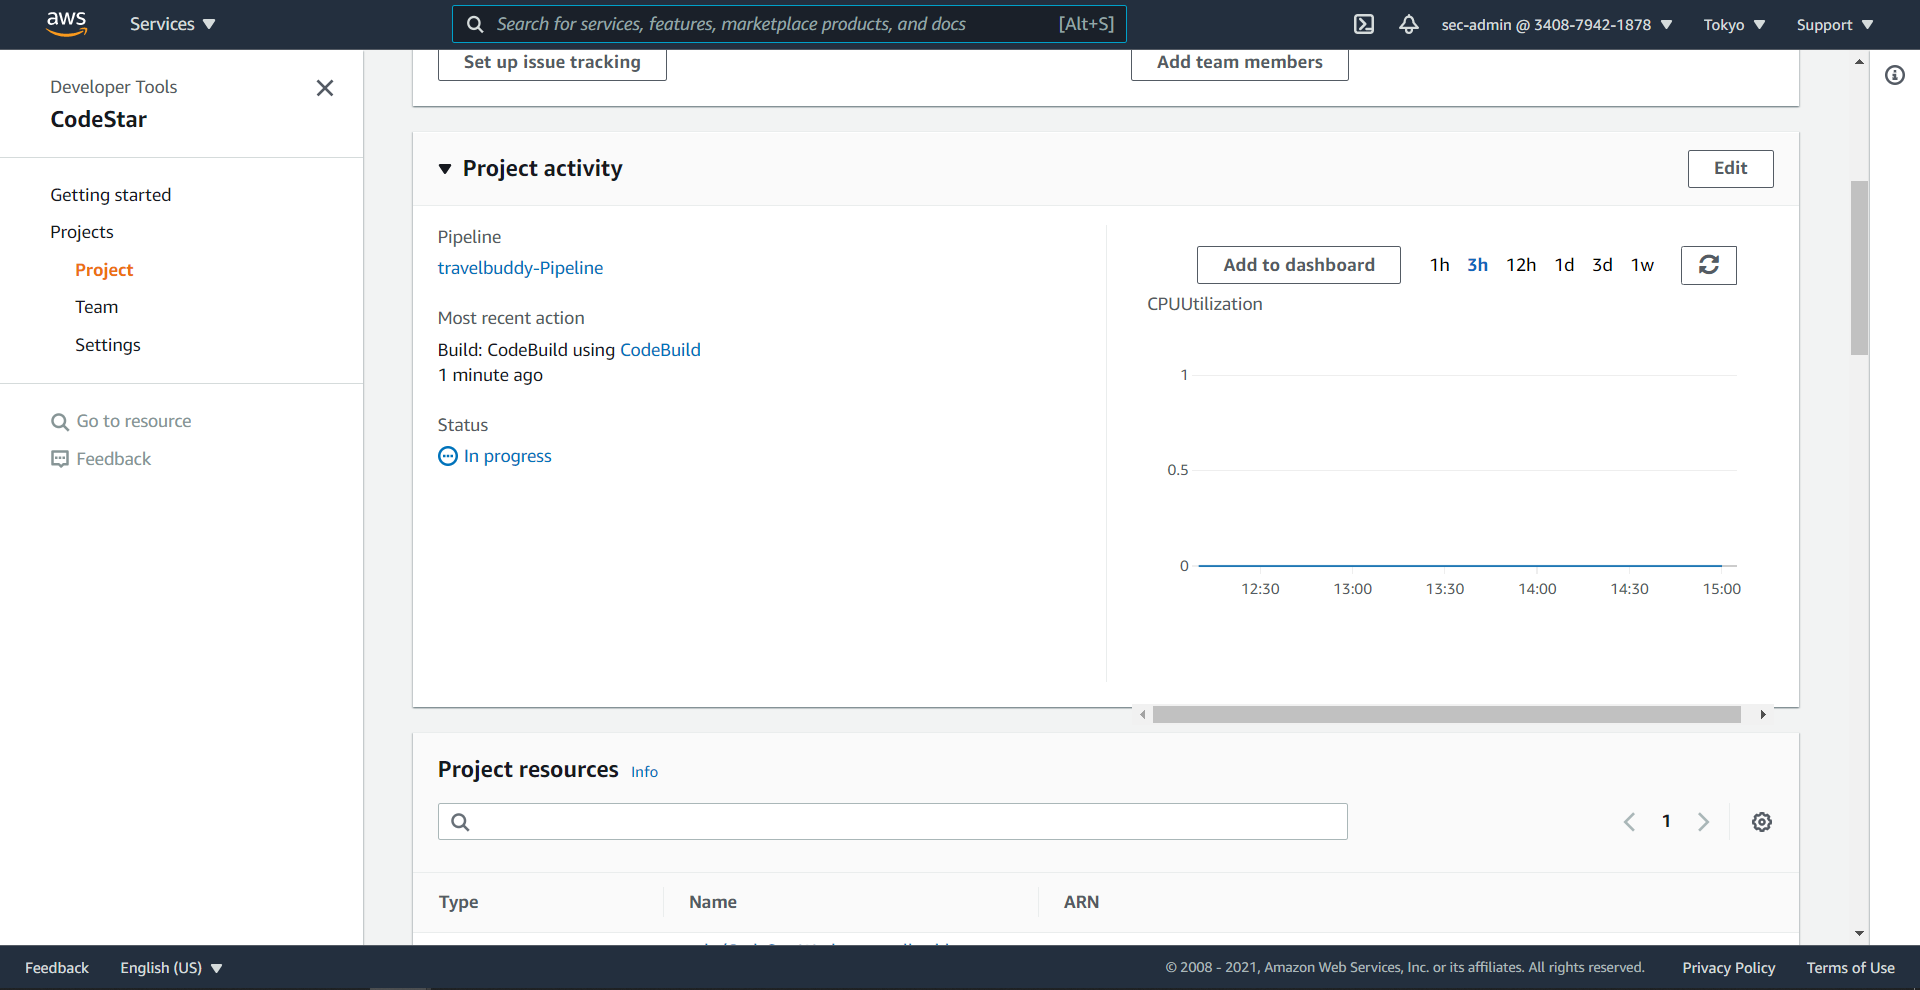 aws Services Search for services, features, marketplace products, and docs [Alt+S] sec-admin @ 3408-7942-1878 Tokyo Support
Developer Tools
CodeStar
Getting started
Projects
Project
Team
Settings
Go to resource
Feedback
Set up issue tracking Add team members
Project activity Edit
Pipeline
travelbuddy-Pipeline
Most recent action
Build: CodeBuild using CodeBuild
1 minute ago
Status
In progress
Add to dashboard 1h 3h 12h 1d 3d 1w
CPUUtilization
1
0.5
0
12:30 13:00 13:30 14:00 14:30 15:00
Project resources Info
1
Type Name ARN
Feedback English (US) © 2008 - 2021, Amazon Web Services, Inc. or its affiliates. All rights reserved. Privacy Policy Terms of Use